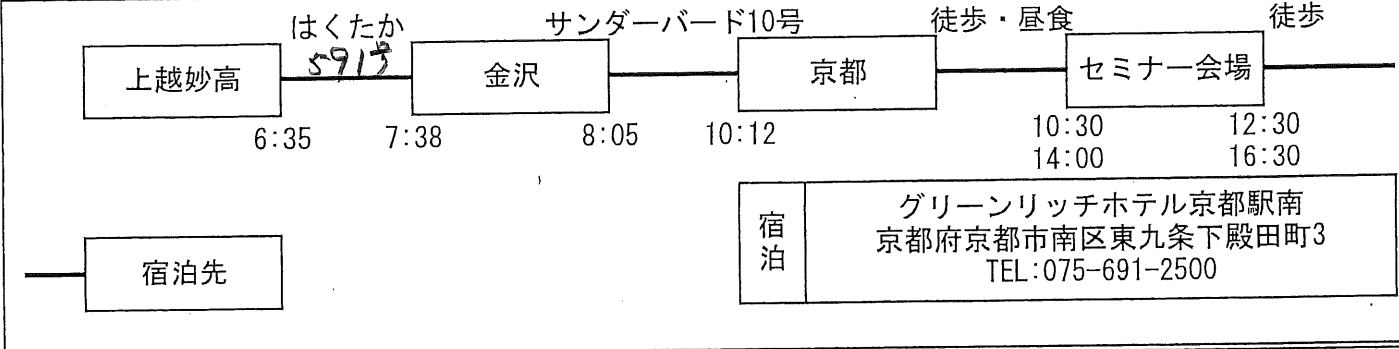 はくたか
591号
サンダーバード10号
徒歩・昼食
徒歩
上越妙高
金沢
京都
セミナー会場
6:35
7:38
8:05
10:12
10:30
12:30
14:00
16:30
宿泊
グリーンリッチホテル京都駅南
京都府京都市南区東九条下殿田町3
TEL:075-691-2500
宿泊先